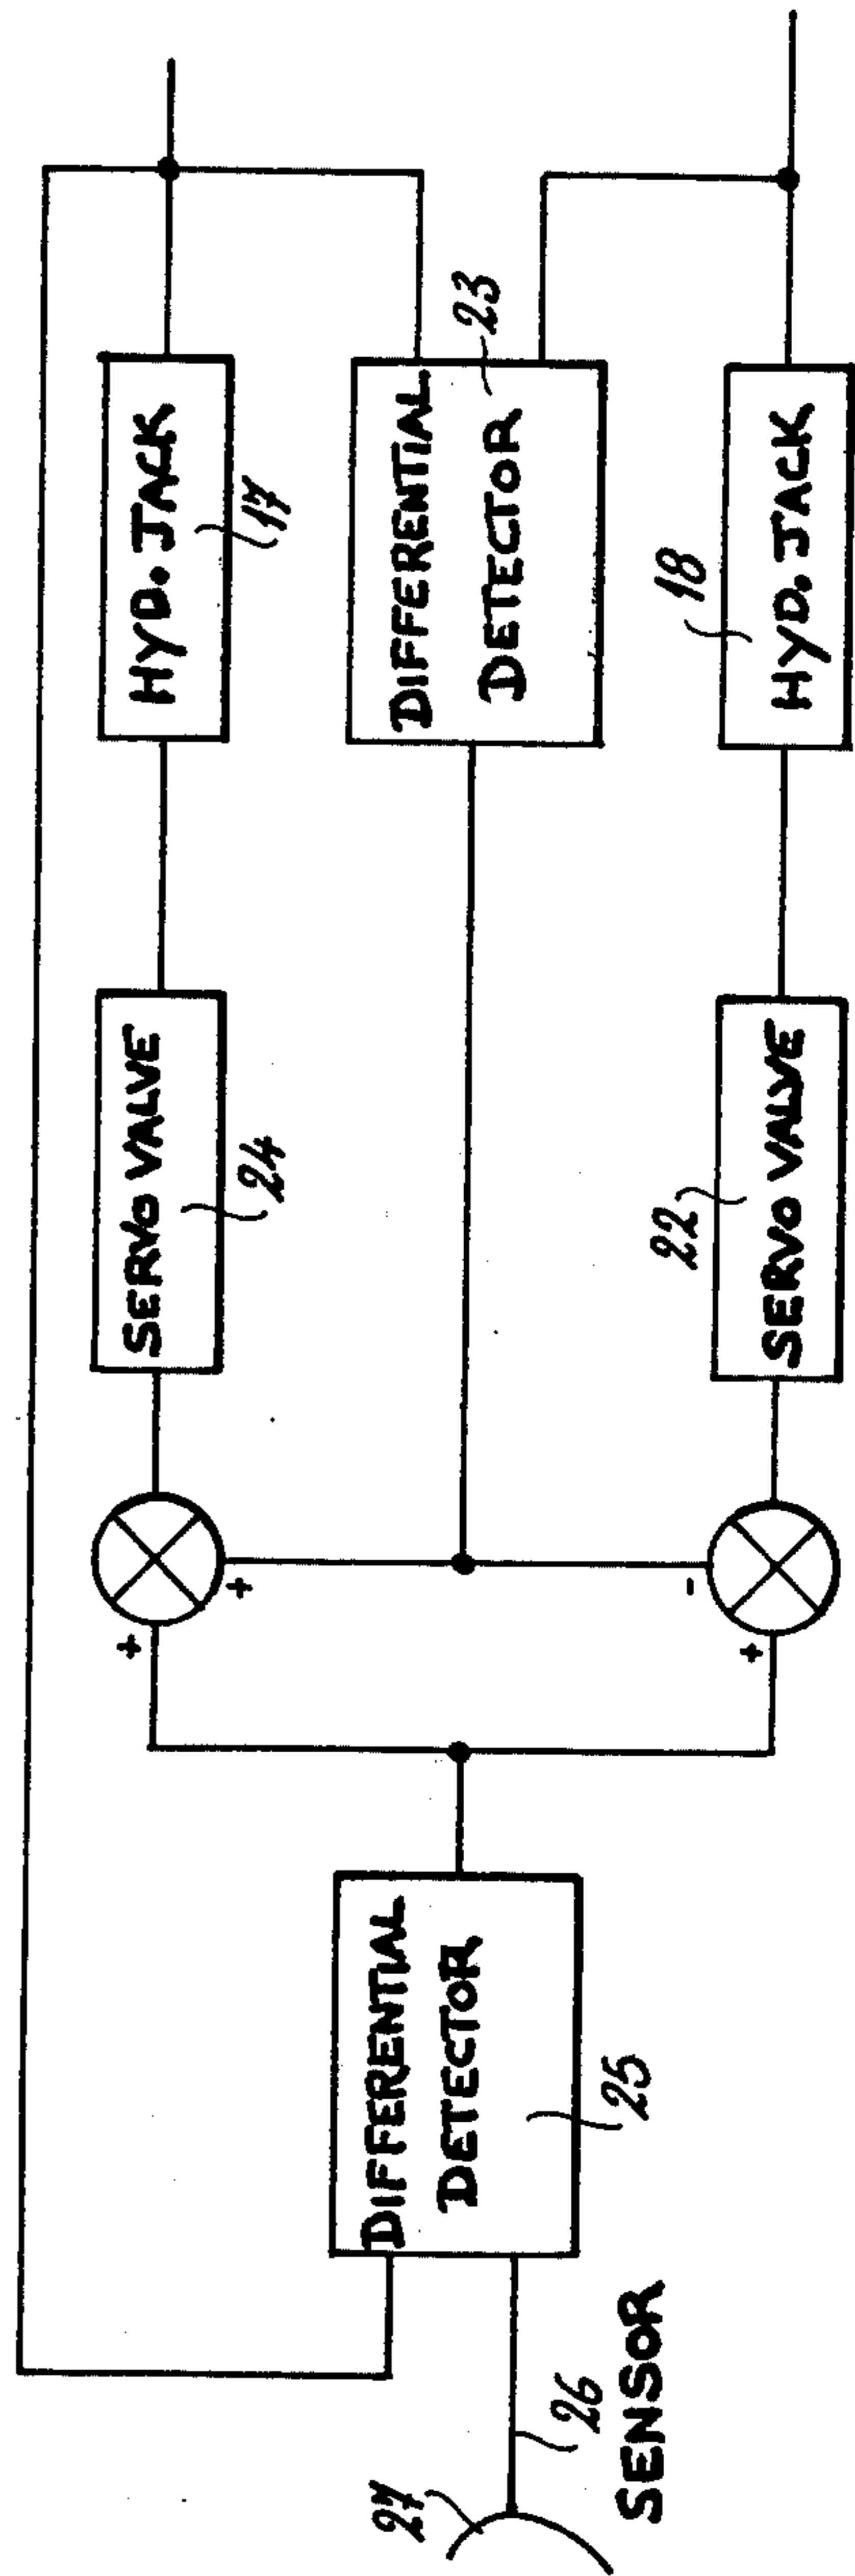 HYD. JACK
17
SERVO VALVE
24
+
+
DIFFERENTIAL
DETECTOR
23
DIFFERENTIAL
DETECTOR
25
27
26
SENSOR
-
+
22
SERVO VALVE
18
HYD. JACK